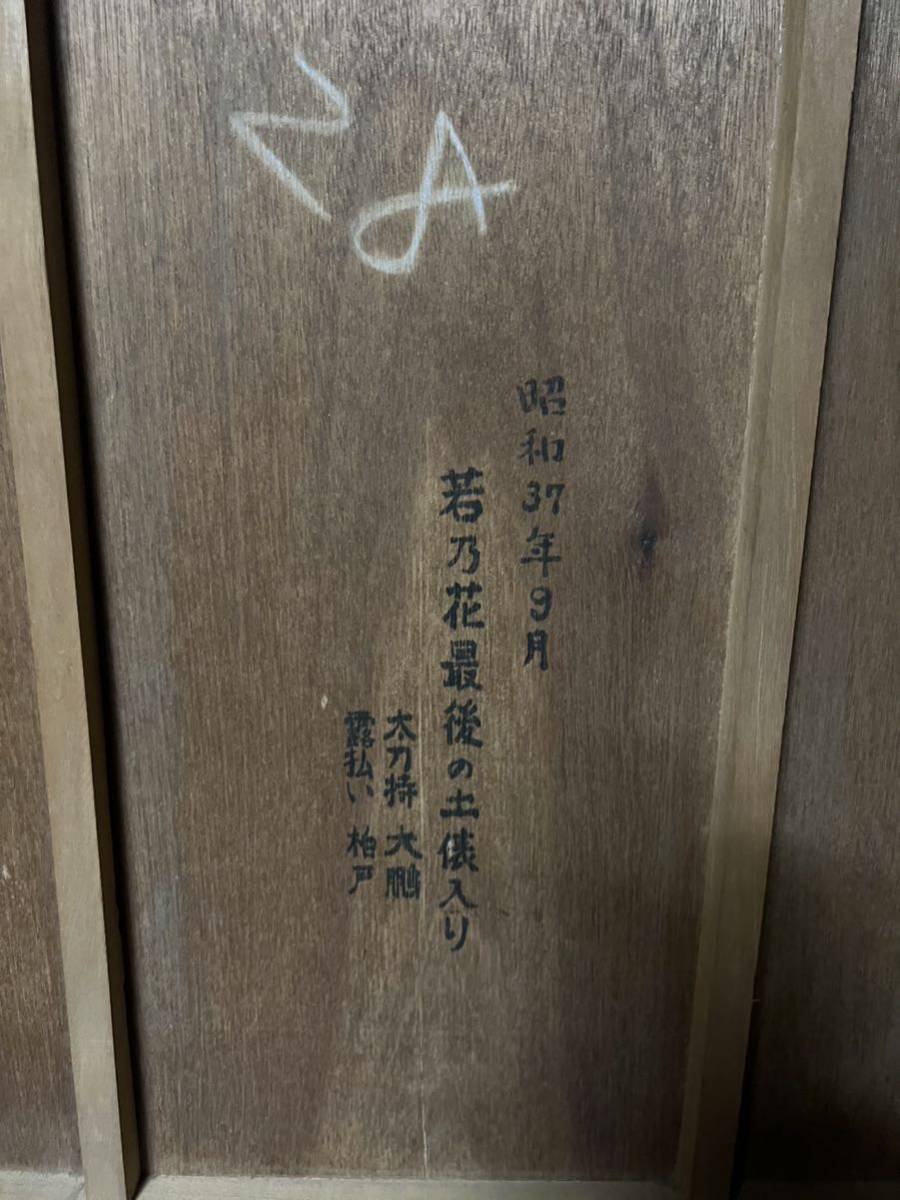 昭和37年9月
若乃花最後の土俵入り
太刀持 大鵬
露払い 柏戸